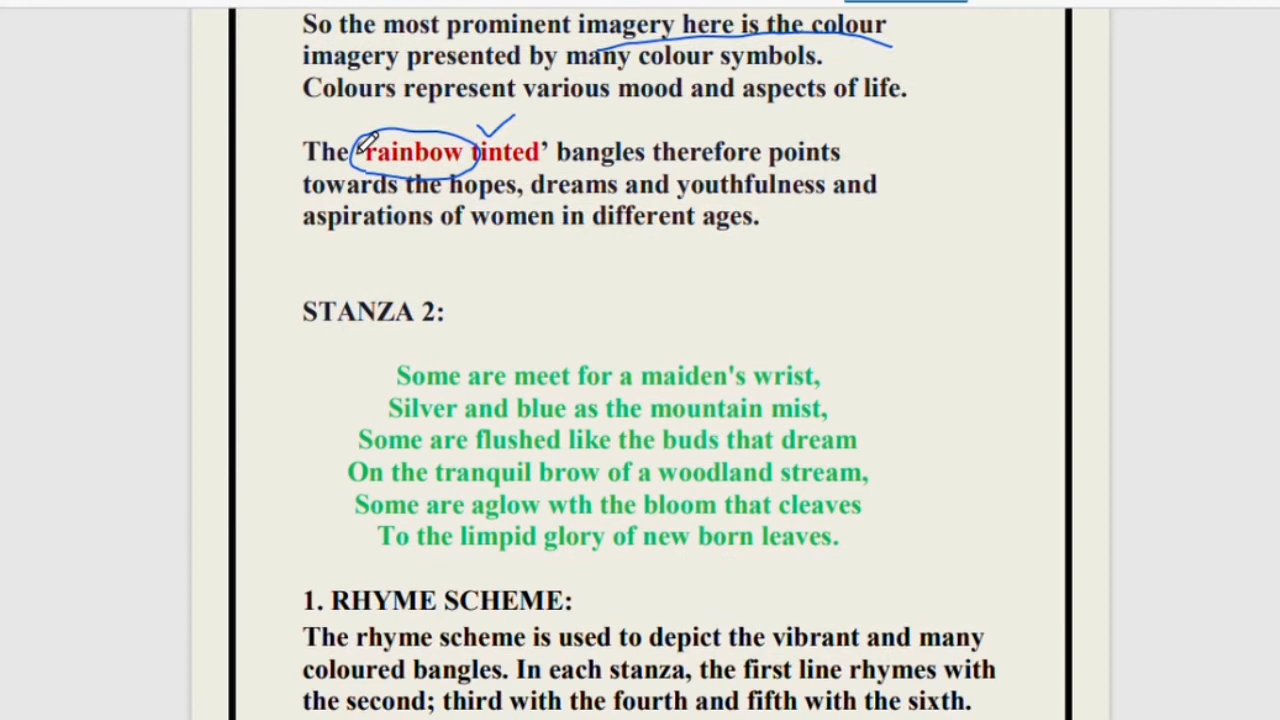 So the most prominent imagery here is the colour
imagery presented by many colour symbols.
Colours represent various mood and aspects of life.
The ‘rainbow tinted’ bangles therefore points
towards the hopes, dreams and youthfulness and
aspirations of women in different ages.
STANZA 2:
Some are meet for a maiden's wrist,
Silver and blue as the mountain mist,
Some are flushed like the buds that dream
On the tranquil brow of a woodland stream,
Some are aglow wth the bloom that cleaves
To the limpid glory of new born leaves.
1. RHYME SCHEME:
The rhyme scheme is used to depict the vibrant and many
coloured bangles. In each stanza, the first line rhymes with
the second; third with the fourth and fifth with the sixth.